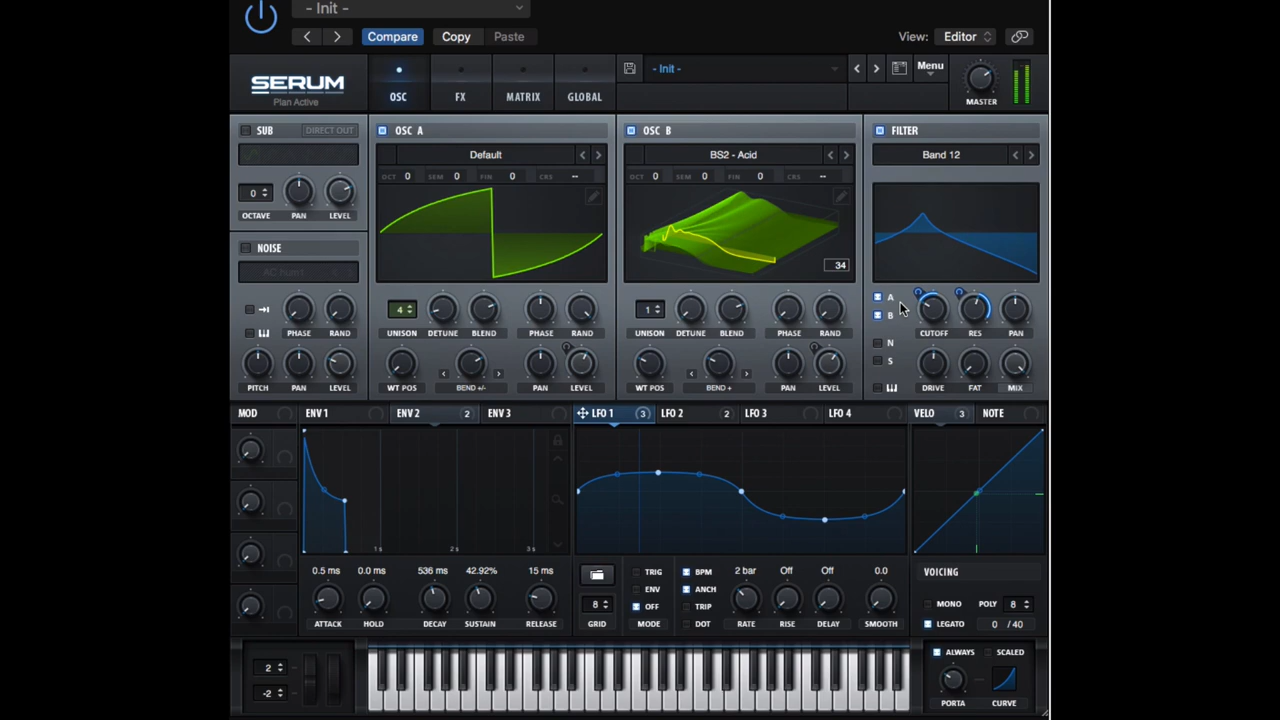 - Init -
Compare
Copy
Paste
View:
Editor
SERUM
Plan Active
OSC
FX
MATRIX
GLOBAL
- Init -
Menu
MASTER
SUB
DIRECT OUT
0
OCTAVE
PAN
LEVEL
NOISE
AC hum1
PHASE
RAND
PITCH
PAN
LEVEL
OSC A
Default
OCT 0 SEM 0 FIN 0 CRS --
4
UNISON DETUNE BLEND PHASE RAND
WT POS BEND +/- PAN LEVEL
OSC B
BS2 - Acid
OCT 0 SEM 0 FIN 0 CRS --
34
1
UNISON DETUNE BLEND PHASE RAND
WT POS BEND + PAN LEVEL
FILTER
Band 12
A
B
N
S
CUTOFF RES PAN
DRIVE FAT MIX
MOD
ENV 1
ENV 2 2
ENV 3
LFO 1 3
LFO 2 2
LFO 3
LFO 4
VELO 3
NOTE
1 s 2 s 3 s
0.5 ms 0.0 ms 536 ms 42.92% 15 ms
ATTACK HOLD DECAY SUSTAIN RELEASE
8
GRID
TRIG
ENV
OFF
MODE
BPM
ANCH
TRIP
DOT
2 bar Off Off 0.0
RATE RISE DELAY SMOOTH
VOICING
MONO POLY 8
LEGATO 0 / 40
2
-2
ALWAYS SCALED
PORTA CURVE